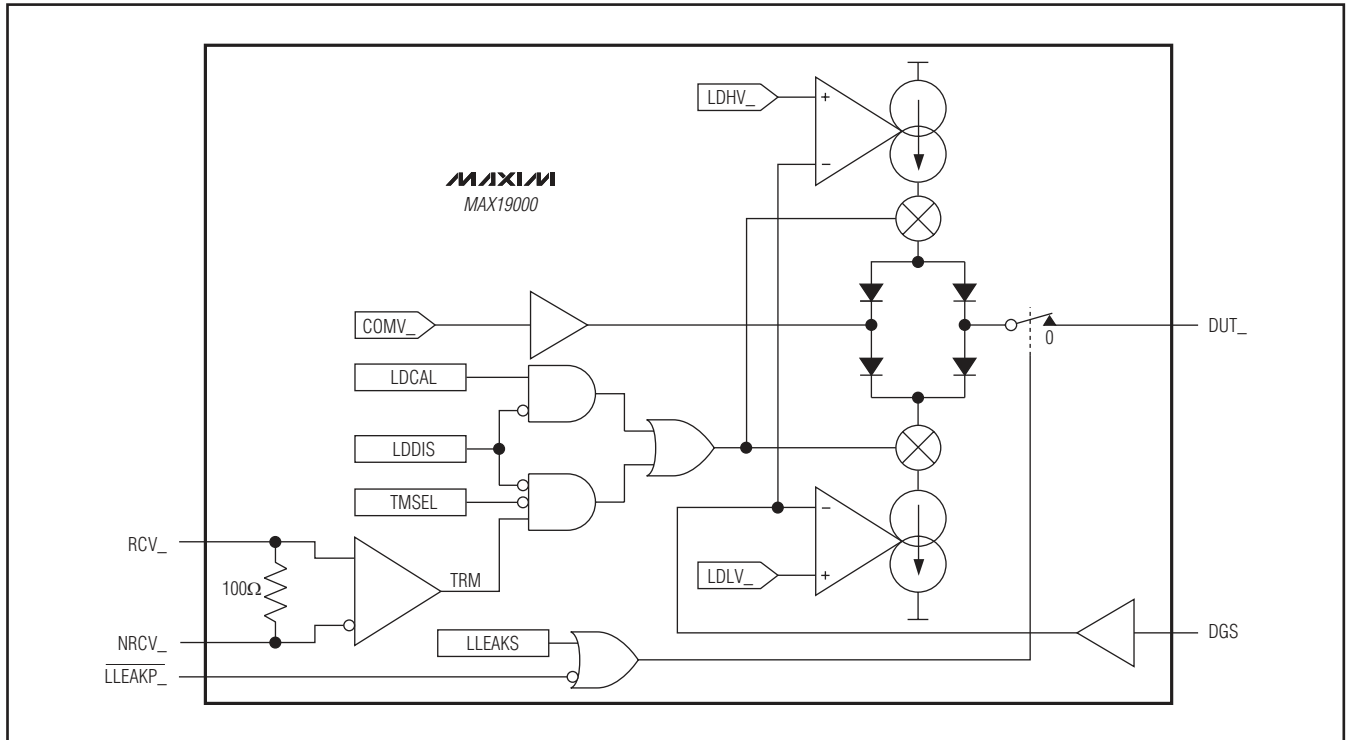 LDHV_
+
−
MAXIM
MAX19000
COMV_
0
DUT_
LDCAL
LDDIS
TMSEL
RCV_
100Ω
TRM
−
LDLV_
+
NRCV_
LLEAKS
DGS
LLEAKP_